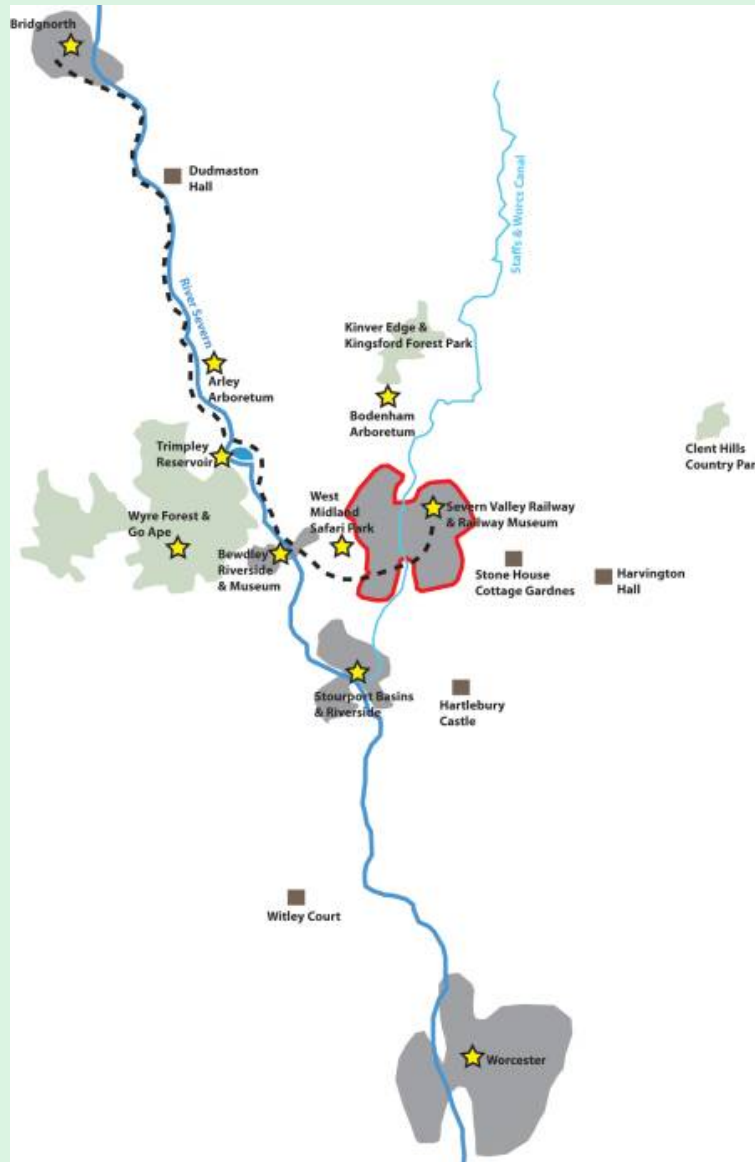 Bridgnorth
Dudmaston
Hall
Staffs & Worcs Canal
River Severn
Kinver Edge &
Kingsford Forest Park
Arley
Arboretum
Bodenham
Arboretum
Clent Hills
Country Par
Trimpley
Reservoir
West
Midland
Safari Park
Severn Valley Railway
& Railway Museum
Wyre Forest &
Go Ape
Bewdley
Riverside
& Museum
Stone House
Cottage Gardnes
Harvington
Hall
Stourport Basins
& Riverside
Hartlebury
Castle
Witley Court
Worcester